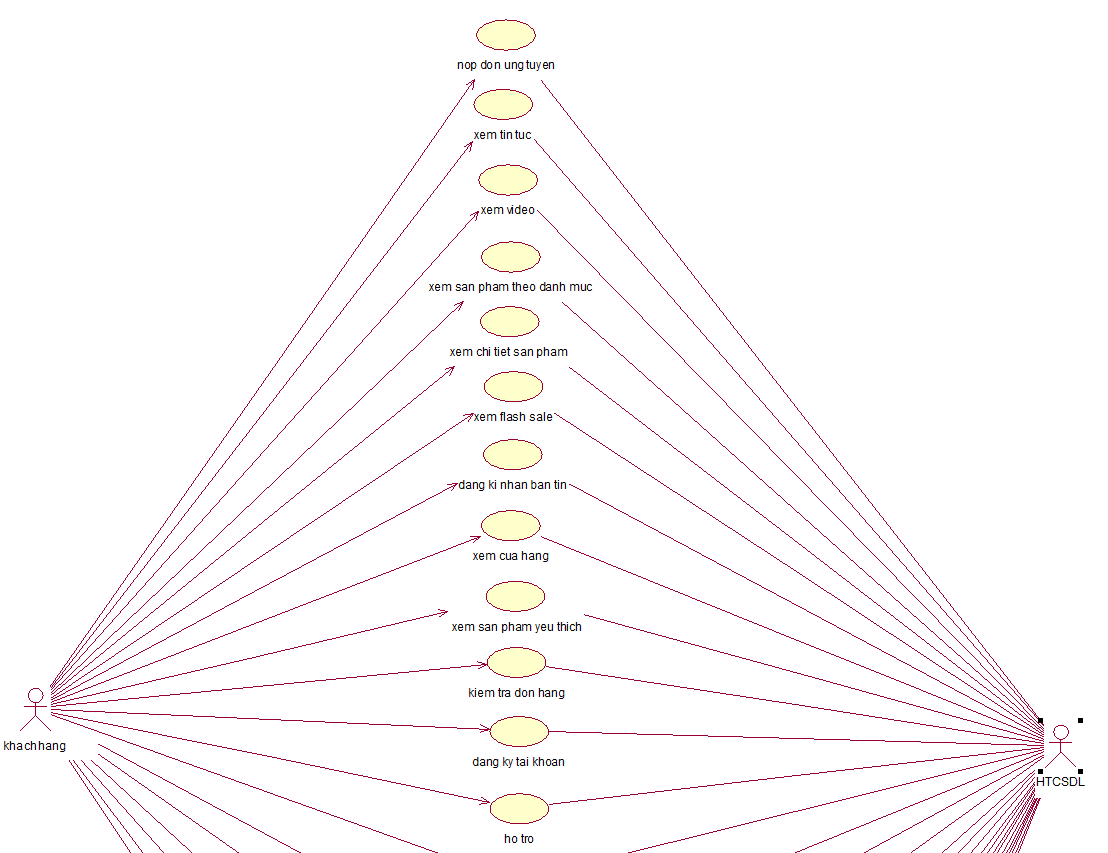 nop don ung tuyen
xem tin tuc
xem video
xem san pham theo danh muc
xem chi tiet san pham
xem flash sale
dang ki nhan ban tin
xem cua hang
xem san pham yeu thich
kiem tra don hang
khachhang
dang ky tai khoan
HTCSDL
ho tro